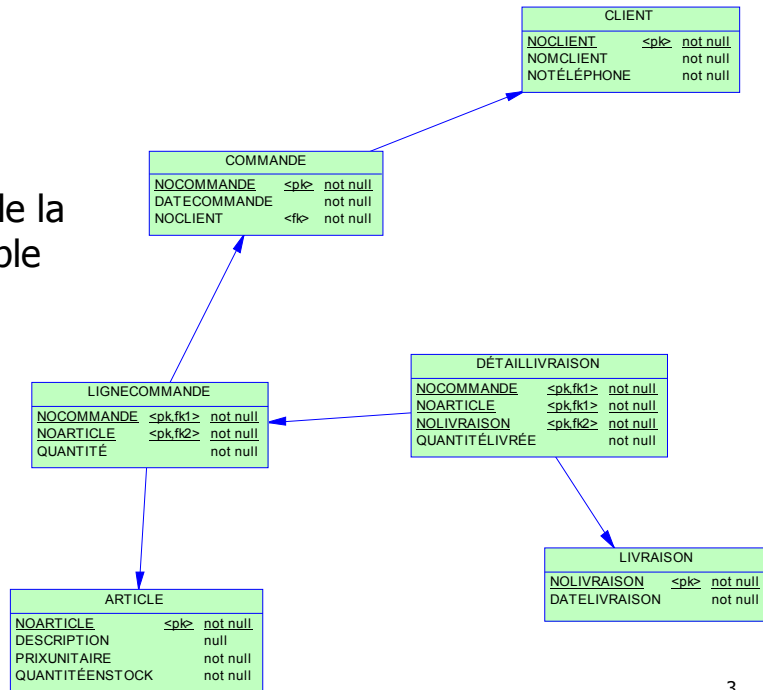 CLIENT
NOCLIENT <pk> not null
NOMCLIENT not null
NOTÉLÉPHONE not null
COMMANDE
NOCOMMANDE <pk> not null
DATECOMMANDE not null
NOCLIENT <fk> not null
la
LIGNECOMMANDE
NOCOMMANDE <pk,fk1> not null
NOARTICLE <pk,fk2> not null
QUANTITÉ not null
DÉTAILLIVRAISON
NOCOMMANDE <pk,fk1> not null
NOARTICLE <pk,fk1> not null
NOLIVRAISON <pk,fk2> not null
QUANTITÉLIVRÉE not null
LIVRAISON
NOLIVRAISON <pk> not null
DATELIVRAISON not null
ARTICLE
NOARTICLE <pk> not null
DESCRIPTION null
PRIXUNITAIRE not null
QUANTITÉENSTOCK not null
3